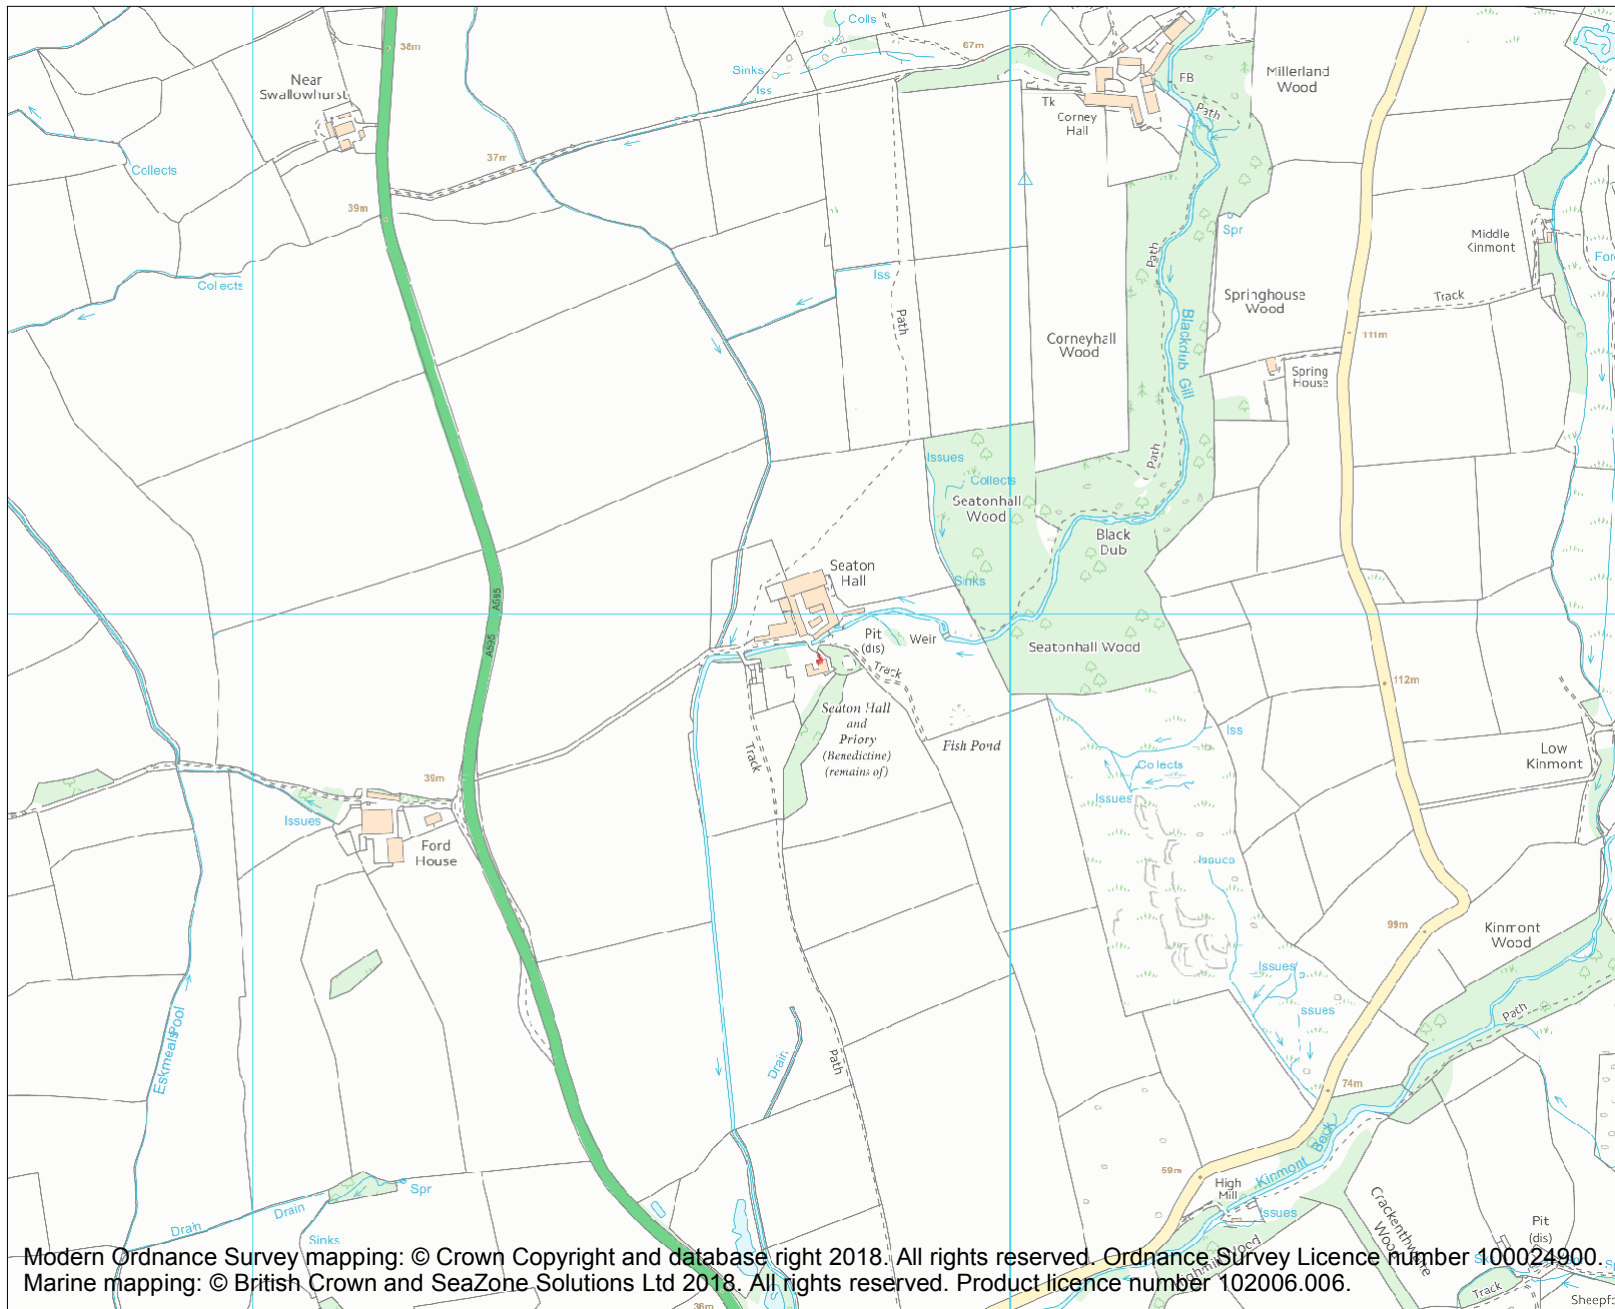 Colls
38m
67m
Near
Swallowhurst
Sinks
Iss
FB
Millerland
Wood
Tk
Corney
Hall
Path
37m
Collects
39m
Spr
Middle
Kinmont
Path
Iss
Collects
Track
Springhouse
Wood
Path
Blackdub Gill
Corneyhall
Wood
111m
Spring
House
Issues
Path
Collects
Seatonhall
Wood
Black
Dub
Seaton
Hall
Sinks
A595
A595
Pit
(dis)
Weir
Seatonhall Wood
Track
112m
Seaton Hall
and
Priory
(Benedictine)
(remains of)
Fish Pond
Iss
Track
Low
Kinmont
Collects
36m
Issues
Issues
Ford
House
Issues
99m
Kinmont
Wood
Issues
Issues
Path
Eskmeals Pool
Drain
Path
74m
Kinmont Beck
59m
High
Mill
Issues
Spr
Drain
Drain
Sinks
Crackenthwaite
Wood
Pit
(dis)
Modern Ordnance Survey mapping: © Crown Copyright and database right 2018. All rights reserved. Ordnance Survey Licence number 100024900.
Marine mapping: © British Crown and SeaZone Solutions Ltd 2018. All rights reserved. Product licence number 102006.006.
Track
36m